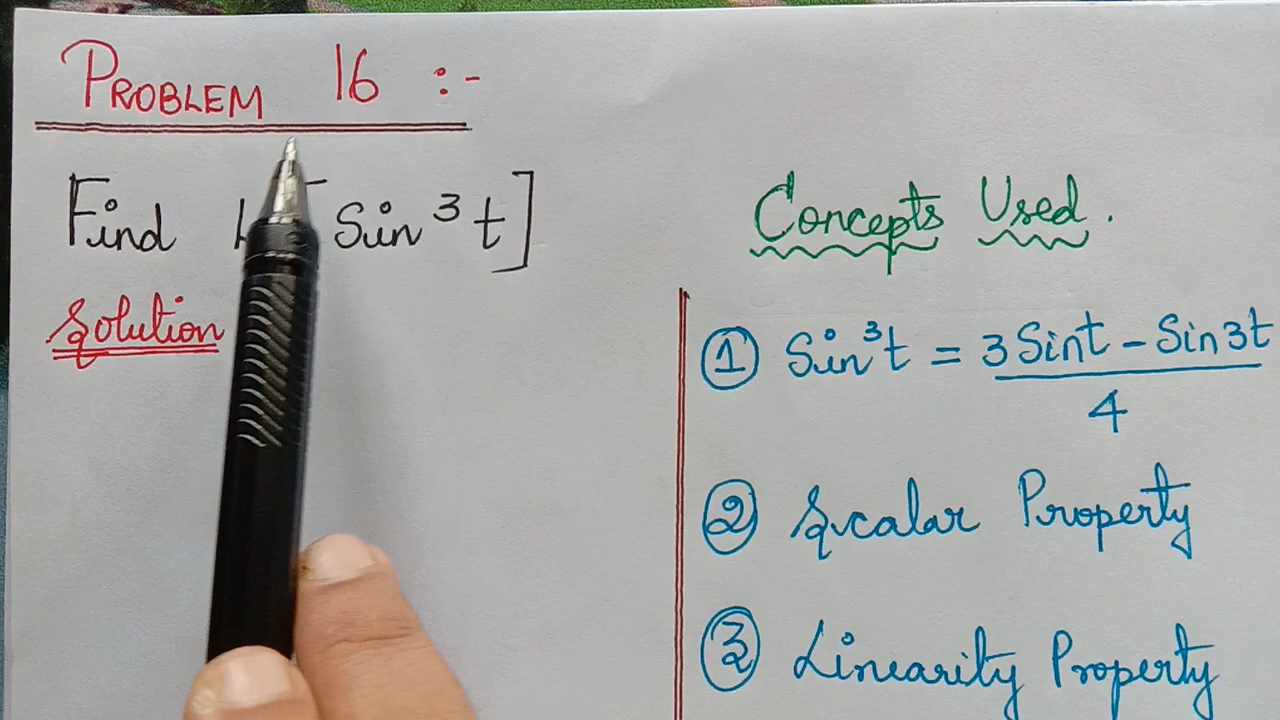 PROBLEM 16 :-
Find [Sin³t]
Solution
Concepts Used.
① Sin³t = 3Sint - Sin3t
4
② Scalar Property
③ Linearity Property